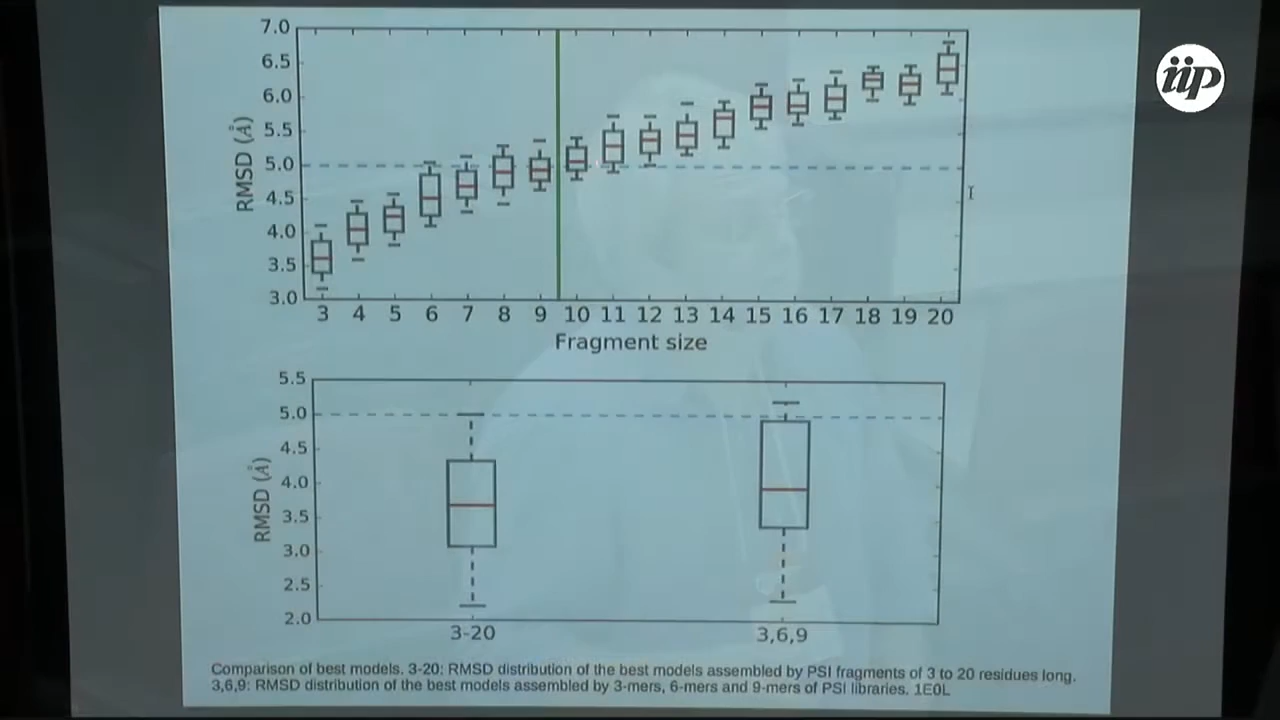 iip
7.0
6.5
6.0
5.5
5.0
4.5
4.0
3.5
3.0
RMSD (Å)
3 4 5 6 7 8 9 10 11 12 13 14 15 16 17 18 19 20
Fragment size
5.5
5.0
4.5
4.0
3.5
3.0
2.5
2.0
RMSD (Å)
3-20 3,6,9
Comparison of best models. 3-20: RMSD distribution of the best models assembled by PSI fragments of 3 to 20 residues long.
3,6,9: RMSD distribution of the best models assembled by 3-mers, 6-mers and 9-mers of PSI libraries. 1E0L